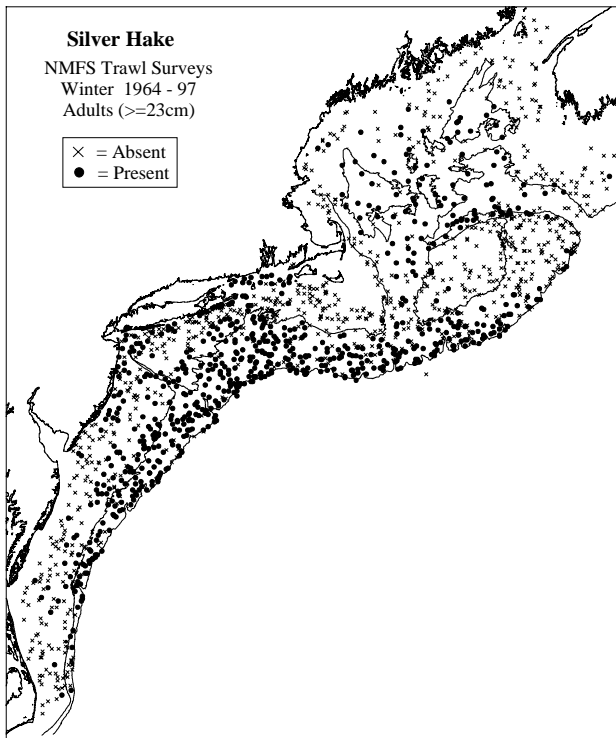 Silver Hake
NMFS Trawl Surveys
Winter 1964 - 97
Adults (>=23cm)
× = Absent
● = Present